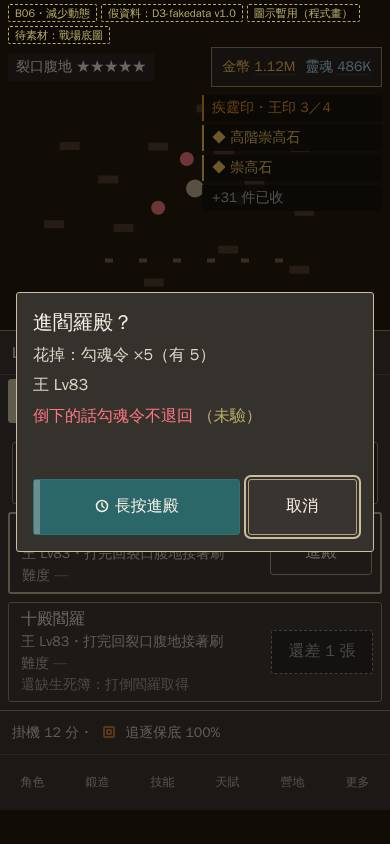 B06・減少動態
假資料：D3-fakedata v1.0
圖示暫用（程式畫）
待素材：戰場底圖
裂口腹地 ★★★★★
金幣 1.12M 靈魂 486K
疾霆印・王印 3／4
◆ 高階崇高石
◆ 崇高石
+31 件已收
進閻羅殿？
花掉：勾魂令 ×5（有 5）
王 Lv83
倒下的話勾魂令不退回 （未驗）
長按進殿
取消
王 Lv83・打完回裂口腹地接著刷
難度 —
進殿
十殿閻羅
王 Lv83・打完回裂口腹地接著刷
難度 —
還缺生死簿：打倒閻羅取得
還差 1 張
掛機 12 分・ 追逐保底 100%
角色
鍛造
技能
天賦
營地
更多